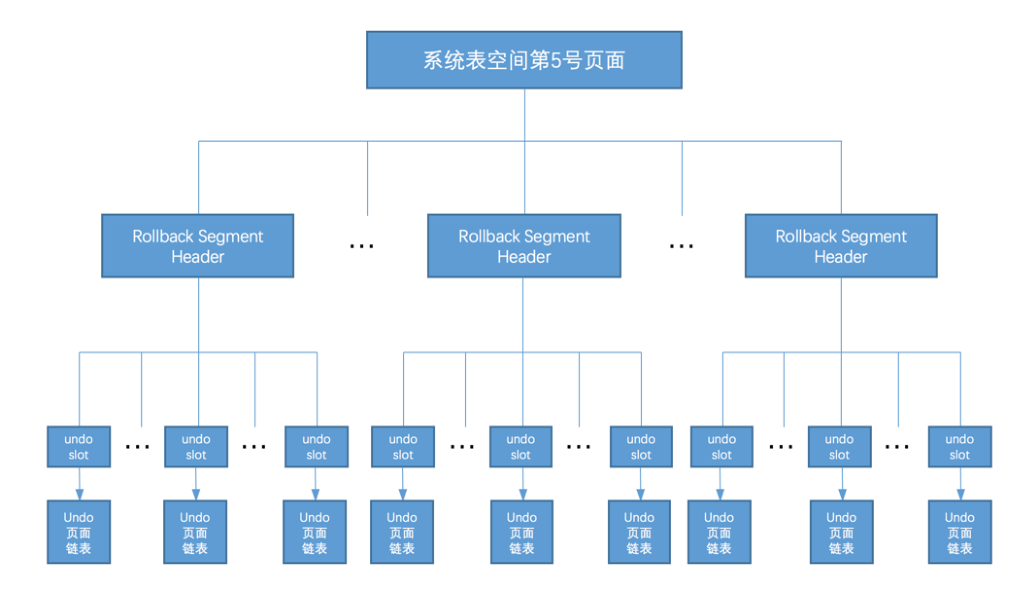 系统表空间第5号页面
Rollback Segment
Header
...
Rollback Segment
Header
...
Rollback Segment
Header
undo
slot
...
undo
slot
...
undo
slot
undo
slot
...
undo
slot
...
undo
slot
undo
slot
...
undo
slot
...
undo
slot
Undo
页面
链表
Undo
页面
链表
Undo
页面
链表
Undo
页面
链表
Undo
页面
链表
Undo
页面
链表
Undo
页面
链表
Undo
页面
链表
Undo
页面
链表